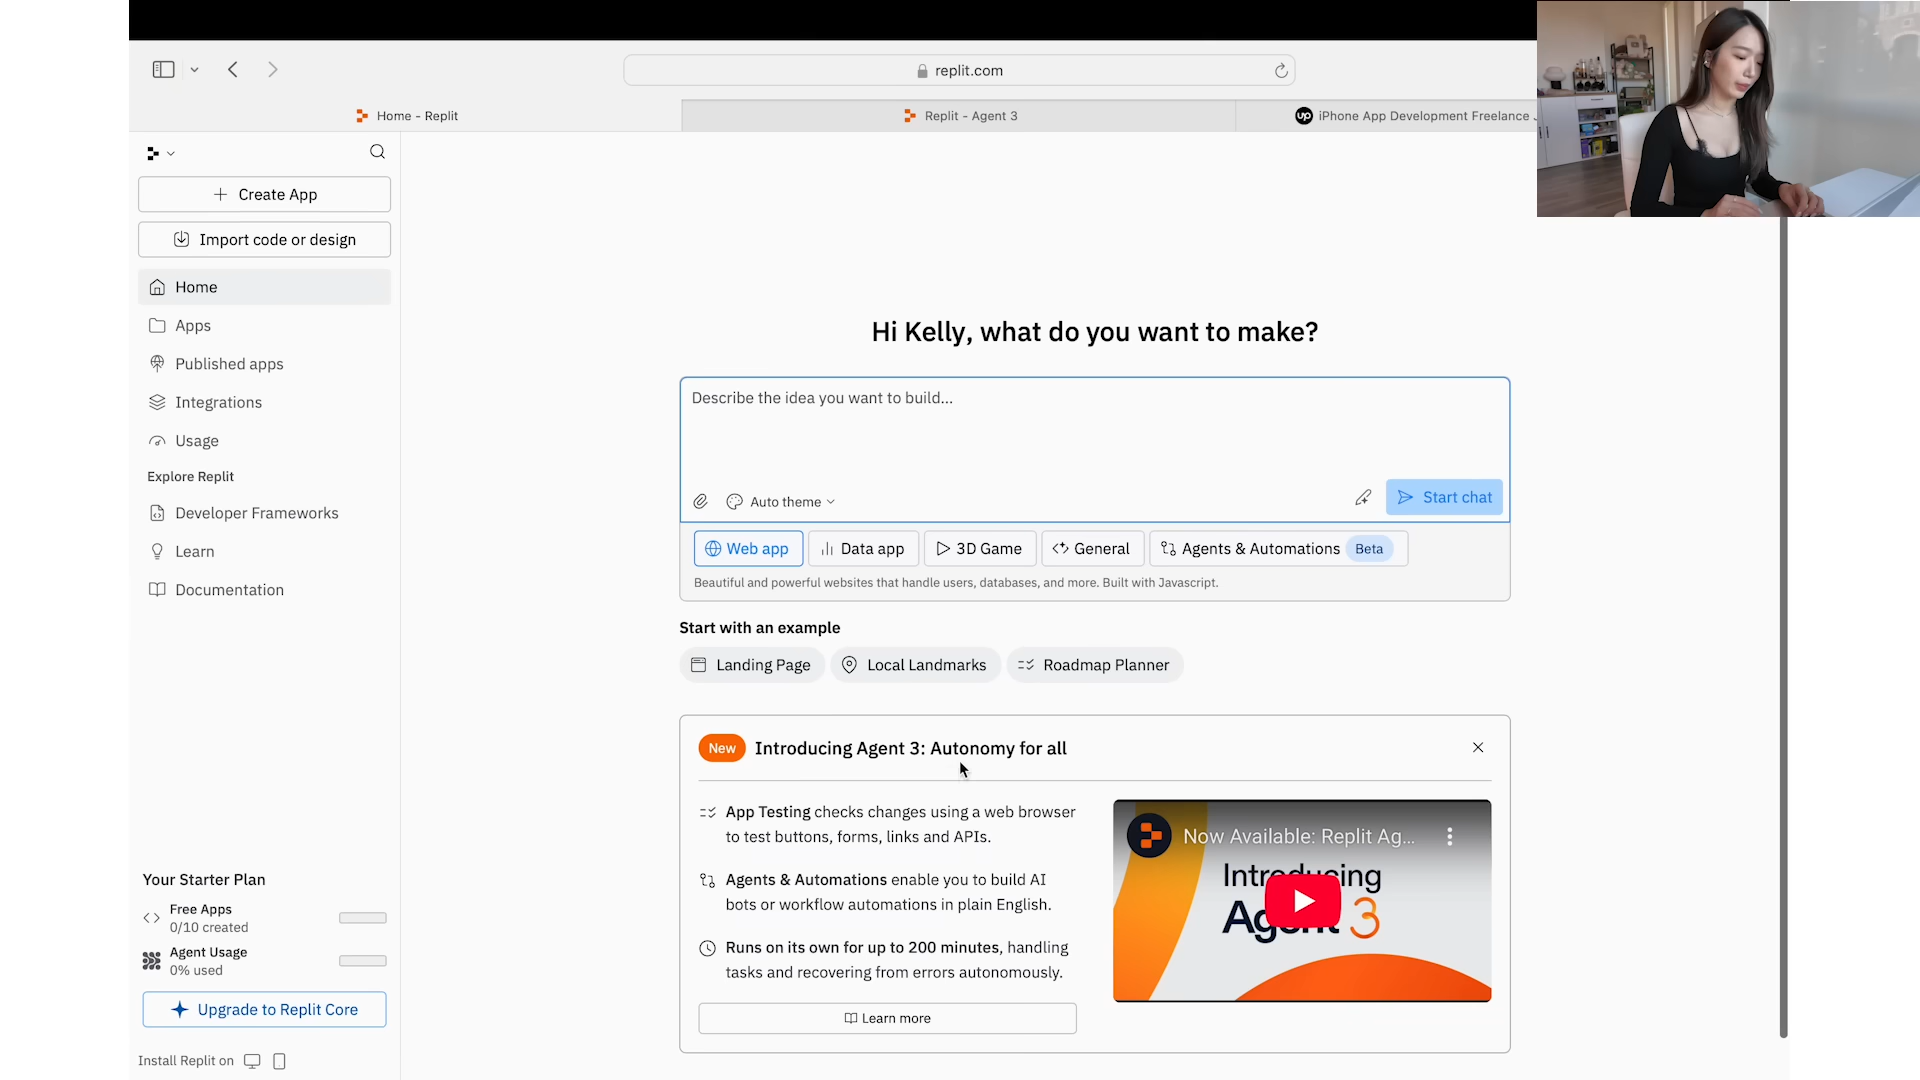 replit.com
Home - Replit
Replit - Agent 3
up iPhone App Development Freelance
Create App
Import code or design
Home
Apps
Published apps
Integrations
Usage
Explore Replit
Developer Frameworks
Learn
Documentation
Your Starter Plan
Free Apps
0/10 created
Agent Usage
0% used
Upgrade to Replit Core
Install Replit on
Hi Kelly, what do you want to make?
Describe the idea you want to build...
Auto theme
Start chat
Web app
Data app
3D Game
General
Agents & Automations Beta
Beautiful and powerful websites that handle users, databases, and more. Built with Javascript.
Start with an example
Landing Page
Local Landmarks
Roadmap Planner
New Introducing Agent 3: Autonomy for all
App Testing checks changes using a web browser
to test buttons, forms, links and APIs.
Agents & Automations enable you to build AI
bots or workflow automations in plain English.
Runs on its own for up to 200 minutes, handling
tasks and recovering from errors autonomously.
Learn more
Now Available: Replit Ag...
Introducing
Agent 3